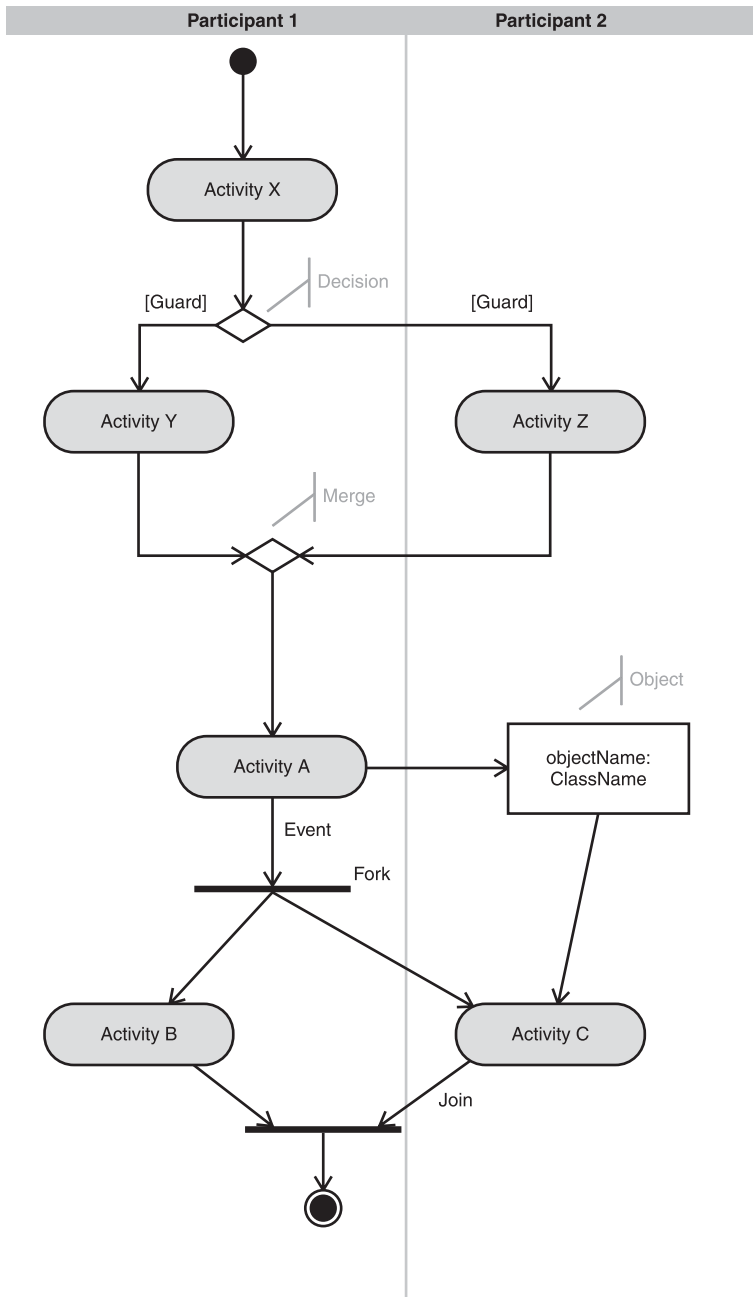 Participant 1
Participant 2
Activity X
Decision
[Guard]
[Guard]
Activity Y
Activity Z
Merge
Object
objectName:
ClassName
Activity A
Event
Fork
Activity B
Activity C
Join